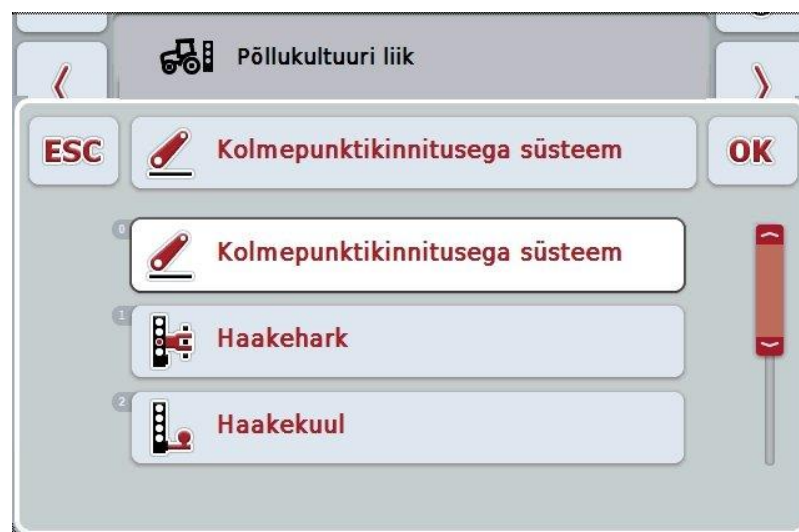 Põllukultuuri liik
ESC
Kolmepunktikinnitusega süsteem
OK
0
Kolmepunktikinnitusega süsteem
1
Haakehark
2
Haakekuul